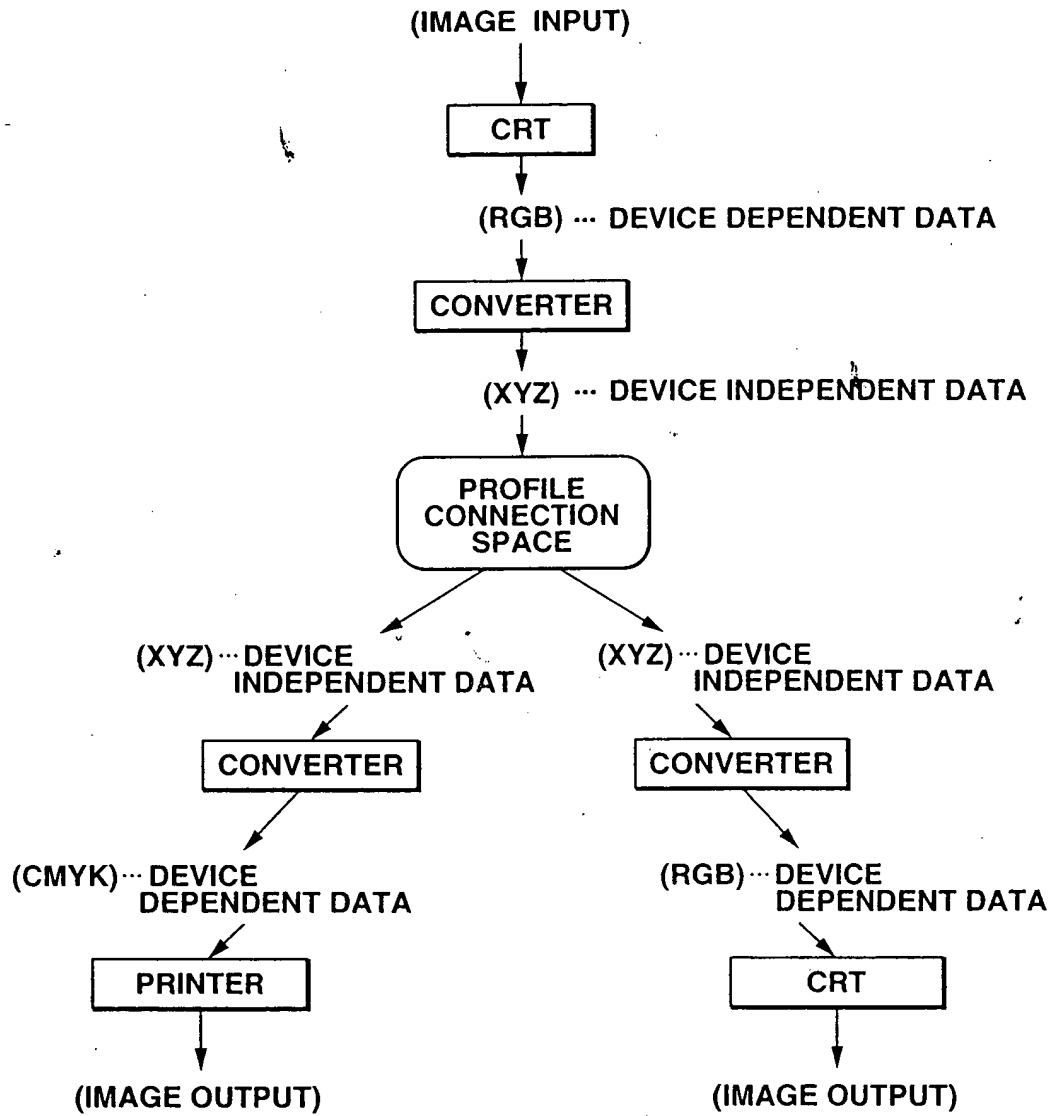 (IMAGE INPUT)
CRT
(RGB) ··· DEVICE DEPENDENT DATA
CONVERTER
(XYZ) ··· DEVICE INDEPENDENT DATA
PROFILE
CONNECTION
SPACE
(XYZ) ··· DEVICE
INDEPENDENT DATA
(XYZ) ··· DEVICE
INDEPENDENT DATA
CONVERTER
CONVERTER
(CMYK) ··· DEVICE
DEPENDENT DATA
(RGB) ··· DEVICE
DEPENDENT DATA
PRINTER
CRT
(IMAGE OUTPUT)
(IMAGE OUTPUT)